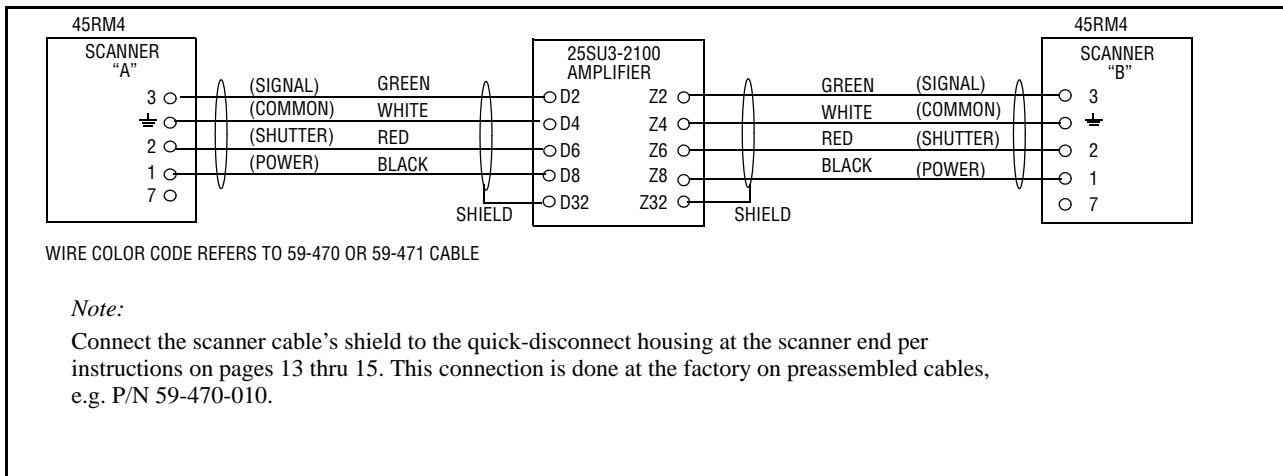 45RM4
45RM4
SCANNER
"A"
25SU3-2100
AMPLIFIER
SCANNER
"B"
3 (SIGNAL) GREEN D2 Z2 GREEN (SIGNAL) 3
(COMMON) WHITE D4 Z4 WHITE (COMMON)
2 (SHUTTER) RED D6 Z6 RED (SHUTTER) 2
1 (POWER) BLACK D8 Z8 BLACK (POWER) 1
7 D32 Z32 7
SHIELD SHIELD
WIRE COLOR CODE REFERS TO 59-470 OR 59-471 CABLE
Note:
Connect the scanner cable's shield to the quick-disconnect housing at the scanner end per
instructions on pages 13 thru 15. This connection is done at the factory on preassembled cables,
e.g. P/N 59-470-010.